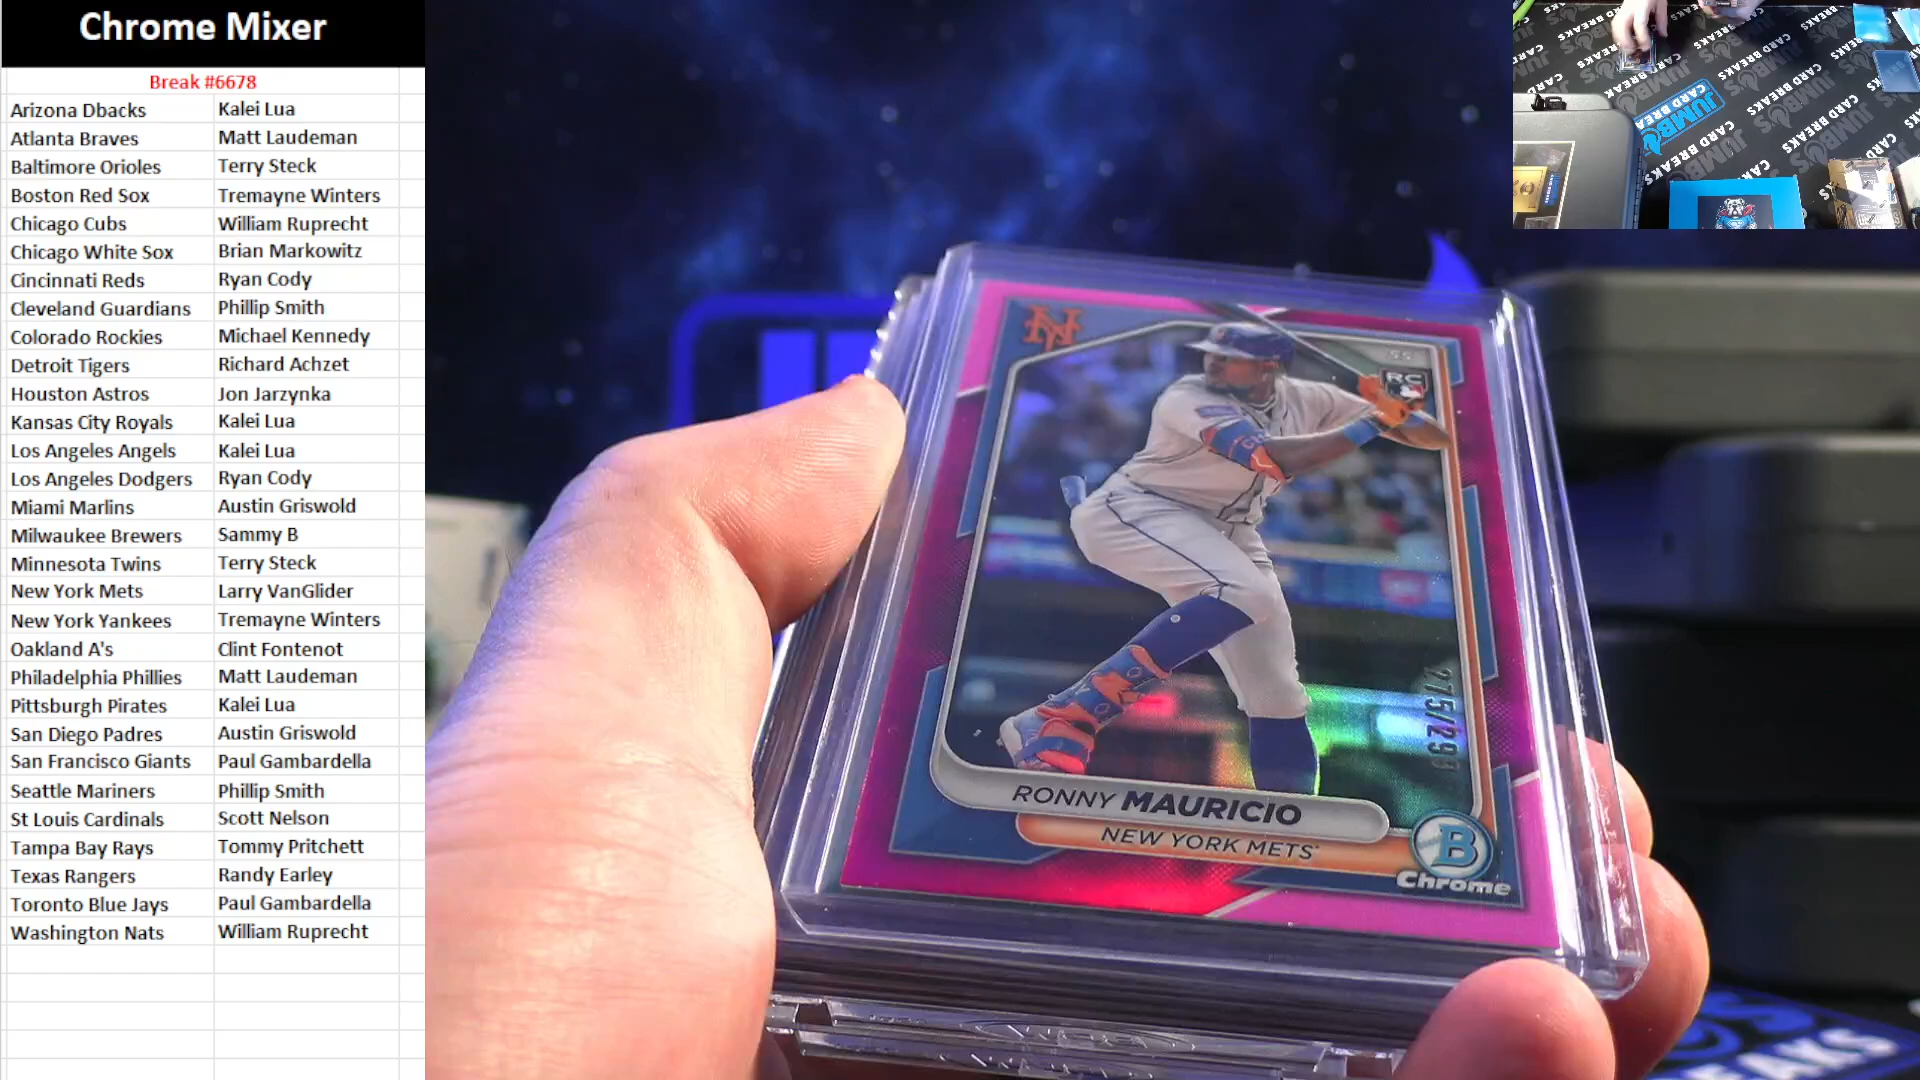 Chrome Mixer
Break #6678
Arizona Dbacks Kalei Lua
Atlanta Braves Matt Laudeman
Baltimore Orioles Terry Steck
Boston Red Sox Tremayne Winters
Chicago Cubs William Ruprecht
Chicago White Sox Brian Markowitz
Cincinnati Reds Ryan Cody
Cleveland Guardians Phillip Smith
Colorado Rockies Michael Kennedy
Detroit Tigers Richard Achzet
Houston Astros Jon Jarzynka
Kansas City Royals Kalei Lua
Los Angeles Angels Kalei Lua
Los Angeles Dodgers Ryan Cody
Miami Marlins Austin Griswold
Milwaukee Brewers Sammy B
Minnesota Twins Terry Steck
New York Mets Larry VanGlider
New York Yankees Tremayne Winters
Oakland A's Clint Fontenot
Philadelphia Phillies Matt Laudeman
Pittsburgh Pirates Kalei Lua
San Diego Padres Austin Griswold
San Francisco Giants Paul Gambardella
Seattle Mariners Phillip Smith
St Louis Cardinals Scott Nelson
Tampa Bay Rays Tommy Pritchett
Texas Rangers Randy Earley
Toronto Blue Jays Paul Gambardella
Washington Nats William Ruprecht
NY
SS
RC
275/299
RONNY MAURICIO
NEW YORK METS
B
Chrome
JUMBO
CARD BREAKS